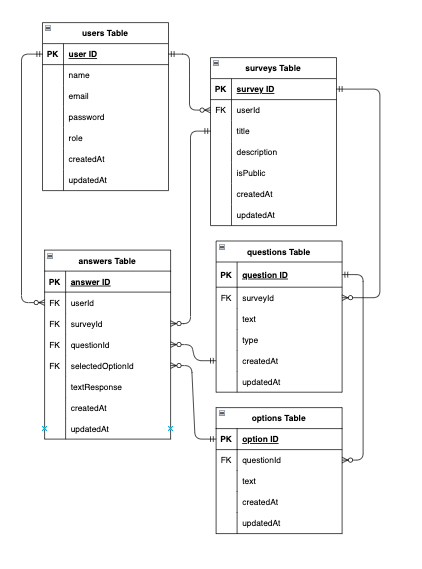 users Table
PK user ID
name
email
password
role
createdAt
updatedAt
surveys Table
PK survey ID
FK userId
title
description
isPublic
createdAt
updatedAt
answers Table
PK answer ID
FK userId
FK surveyId
FK questionId
FK selectedOptionId
textResponse
createdAt
updatedAt
questions Table
PK question ID
FK surveyId
text
type
createdAt
updatedAt
options Table
PK option ID
FK questionId
text
createdAt
updatedAt